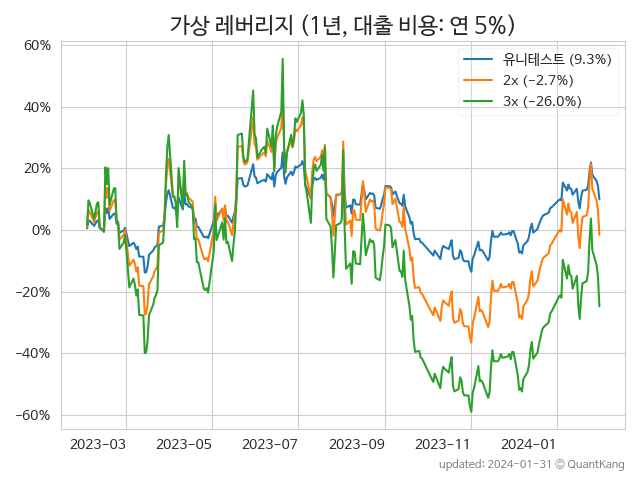 가상 레버리지 (1년, 대출 비용: 연 5%)
60%
40%
20%
0%
−20%
−40%
−60%
유니테스트 (9.3%)
2x (−2.7%)
3x (−26.0%)
2023-03
2023-05
2023-07
2023-09
2023-11
2024-01
updated: 2024-01-31 © QuantKang